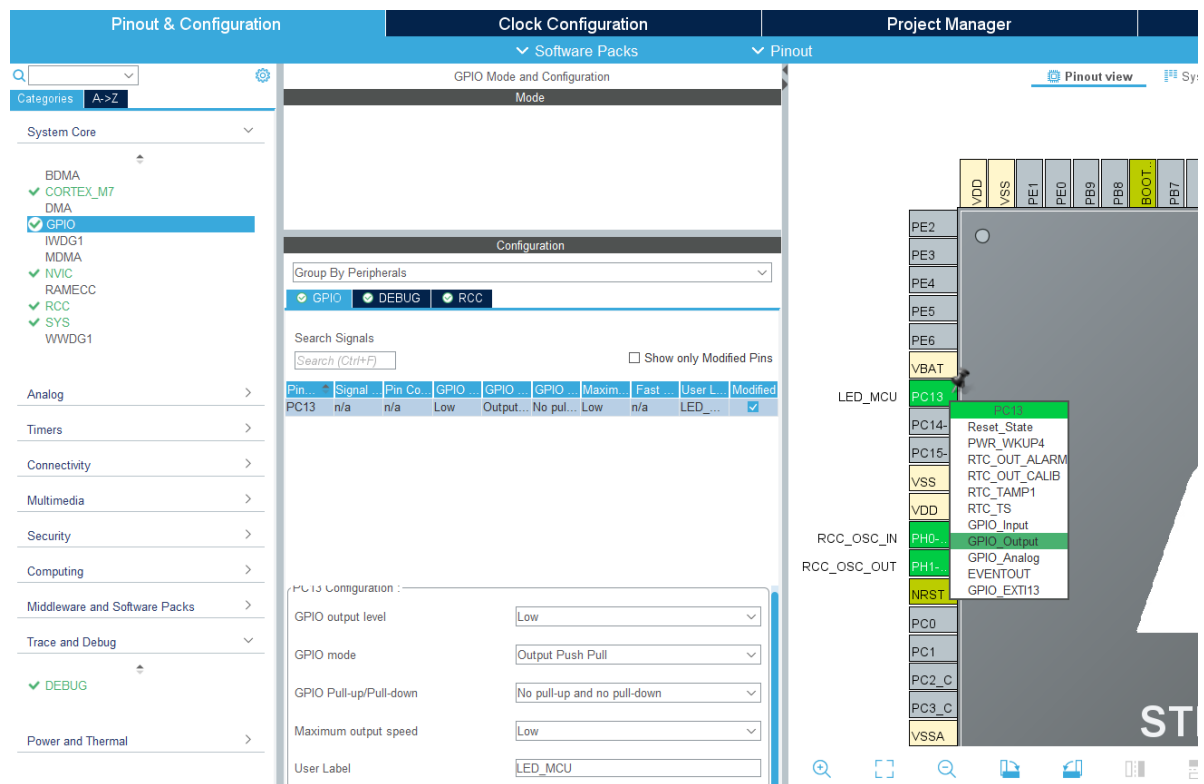 Pinout & Configuration
Clock Configuration
Project Manager
Software Packs
Pinout
Categories
A->Z
System Core
BDMA
CORTEX_M7
DMA
GPIO
IWDG1
MDMA
NVIC
RAMECC
RCC
SYS
WWDG1
Analog
Timers
Connectivity
Multimedia
Security
Computing
Middleware and Software Packs
Trace and Debug
DEBUG
Power and Thermal
GPIO Mode and Configuration
Mode
Configuration
Group By Peripherals
GPIO
DEBUG
RCC
Search Signals
Search (Ctrl+F)
Show only Modified Pins
Pin... Signal ... Pin Co... GPIO ... GPIO ... GPIO ... Maxim... Fast ... User L... Modified
PC13 n/a n/a Low Output... No pul... Low n/a LED_...
PC13 Configuration :
GPIO output level
Low
GPIO mode
Output Push Pull
GPIO Pull-up/Pull-down
No pull-up and no pull-down
Maximum output speed
Low
User Label
LED_MCU
Pinout view
Sys
VDD
VSS
PE1
PE0
PB9
PB8
BOOT..
PB7
PE2
PE3
PE4
PE5
PE6
VBAT
LED_MCU PC13
PC14-
PC15-
VSS
VDD
RCC_OSC_IN PH0-..
RCC_OSC_OUT PH1-..
NRST
PC0
PC1
PC2_C
PC3_C
VSSA
PC13
Reset_State
PWR_WKUP4
RTC_OUT_ALARM
RTC_OUT_CALIB
RTC_TAMP1
RTC_TS
GPIO_Input
GPIO_Output
GPIO_Analog
EVENTOUT
GPIO_EXTI13